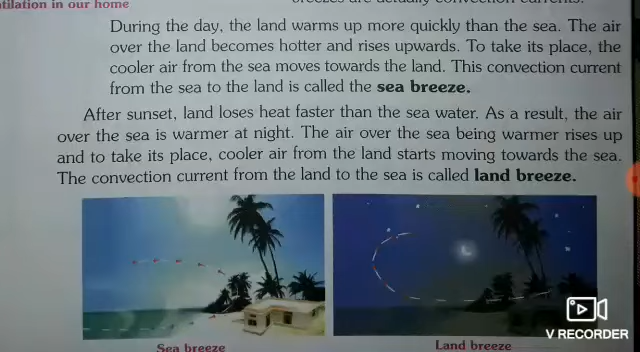 tilation in our home
breezes are actually convection currents.
During the day, the land warms up more quickly than the sea. The air
over the land becomes hotter and rises upwards. To take its place, the
cooler air from the sea moves towards the land. This convection current
from the sea to the land is called the sea breeze.
After sunset, land loses heat faster than the sea water. As a result, the air
over the sea is warmer at night. The air over the sea being warmer rises up
and to take its place, cooler air from the land starts moving towards the sea.
The convection current from the land to the sea is called land breeze.
Sea breeze
Land breeze
V RECORDER